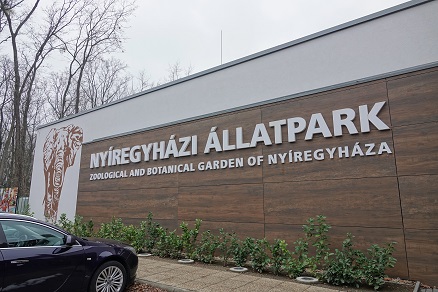 NYÍREGYHÁZI ÁLLATPARK
ZOOLOGICAL AND BOTANICAL GARDEN OF NYÍREGYHÁZA